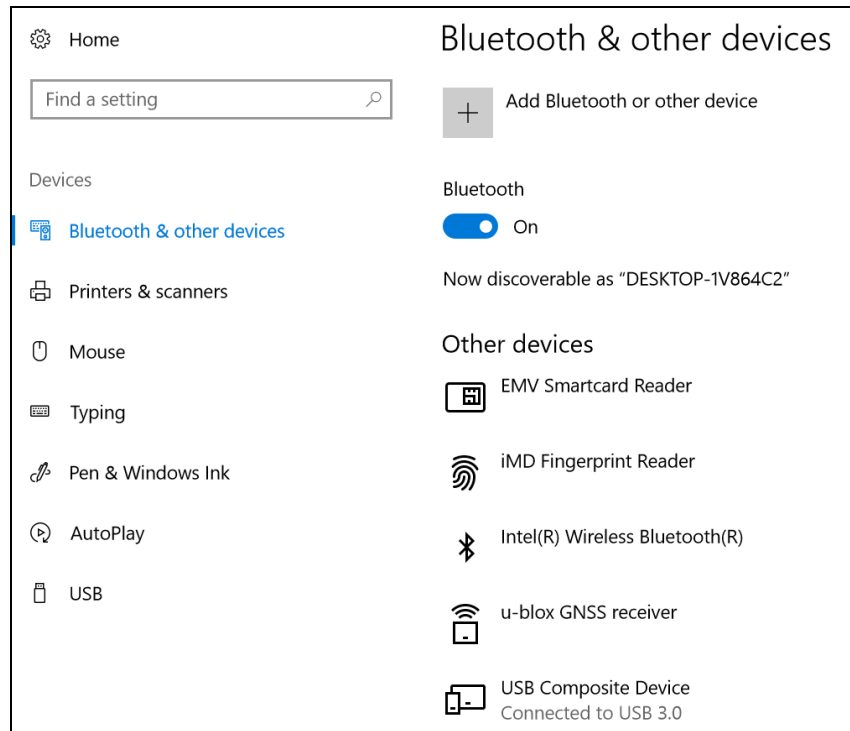 Home
Find a setting
Devices
Bluetooth & other devices
Printers & scanners
Mouse
Typing
Pen & Windows Ink
AutoPlay
USB
Bluetooth & other devices
Add Bluetooth or other device
Bluetooth
On
Now discoverable as “DESKTOP-1V864C2”
Other devices
EMV Smartcard Reader
iMD Fingerprint Reader
Intel(R) Wireless Bluetooth(R)
u-blox GNSS receiver
USB Composite Device
Connected to USB 3.0